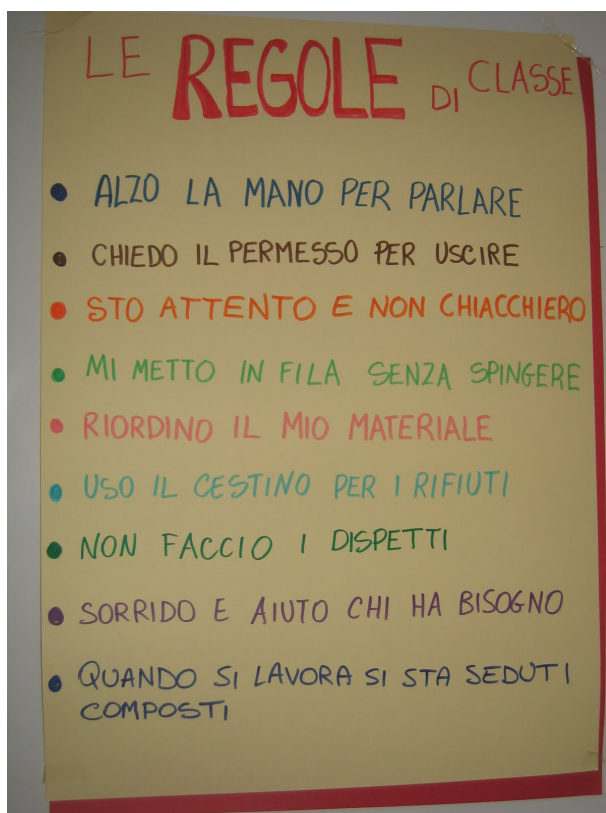 LE REGOLE DI CLASSE
• ALZO LA MANO PER PARLARE
• CHIEDO IL PERMESSO PER USCIRE
• STO ATTENTO E NON CHIACCHIERO
• MI METTO IN FILA SENZA SPINGERE
• RIORDINO IL MIO MATERIALE
• USO IL CESTINO PER I RIFIUTI
• NON FACCIO I DISPETTI
• SORRIDO E AIUTO CHI HA BISOGNO
• QUANDO SI LAVORA SI STA SEDUTI
COMPOSTI